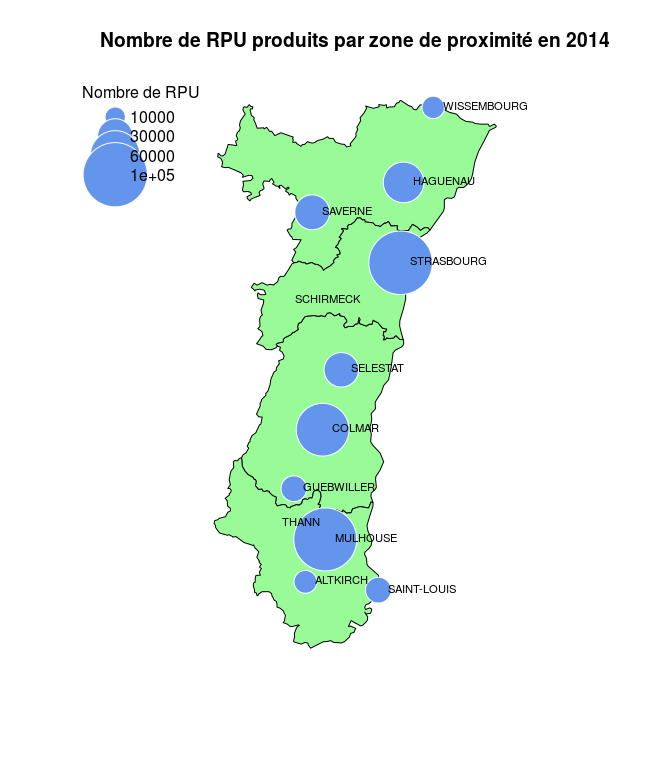 Nombre de RPU produits par zone de proximité en 2014
Nombre de RPU
10000
30000
60000
1e+05
WISSEMBOURG
HAGUENAU
SAVERNE
STRASBOURG
SCHIRMECK
SELESTAT
COLMAR
GUEBWILLER
THANN
MULHOUSE
ALTKIRCH
SAINT-LOUIS